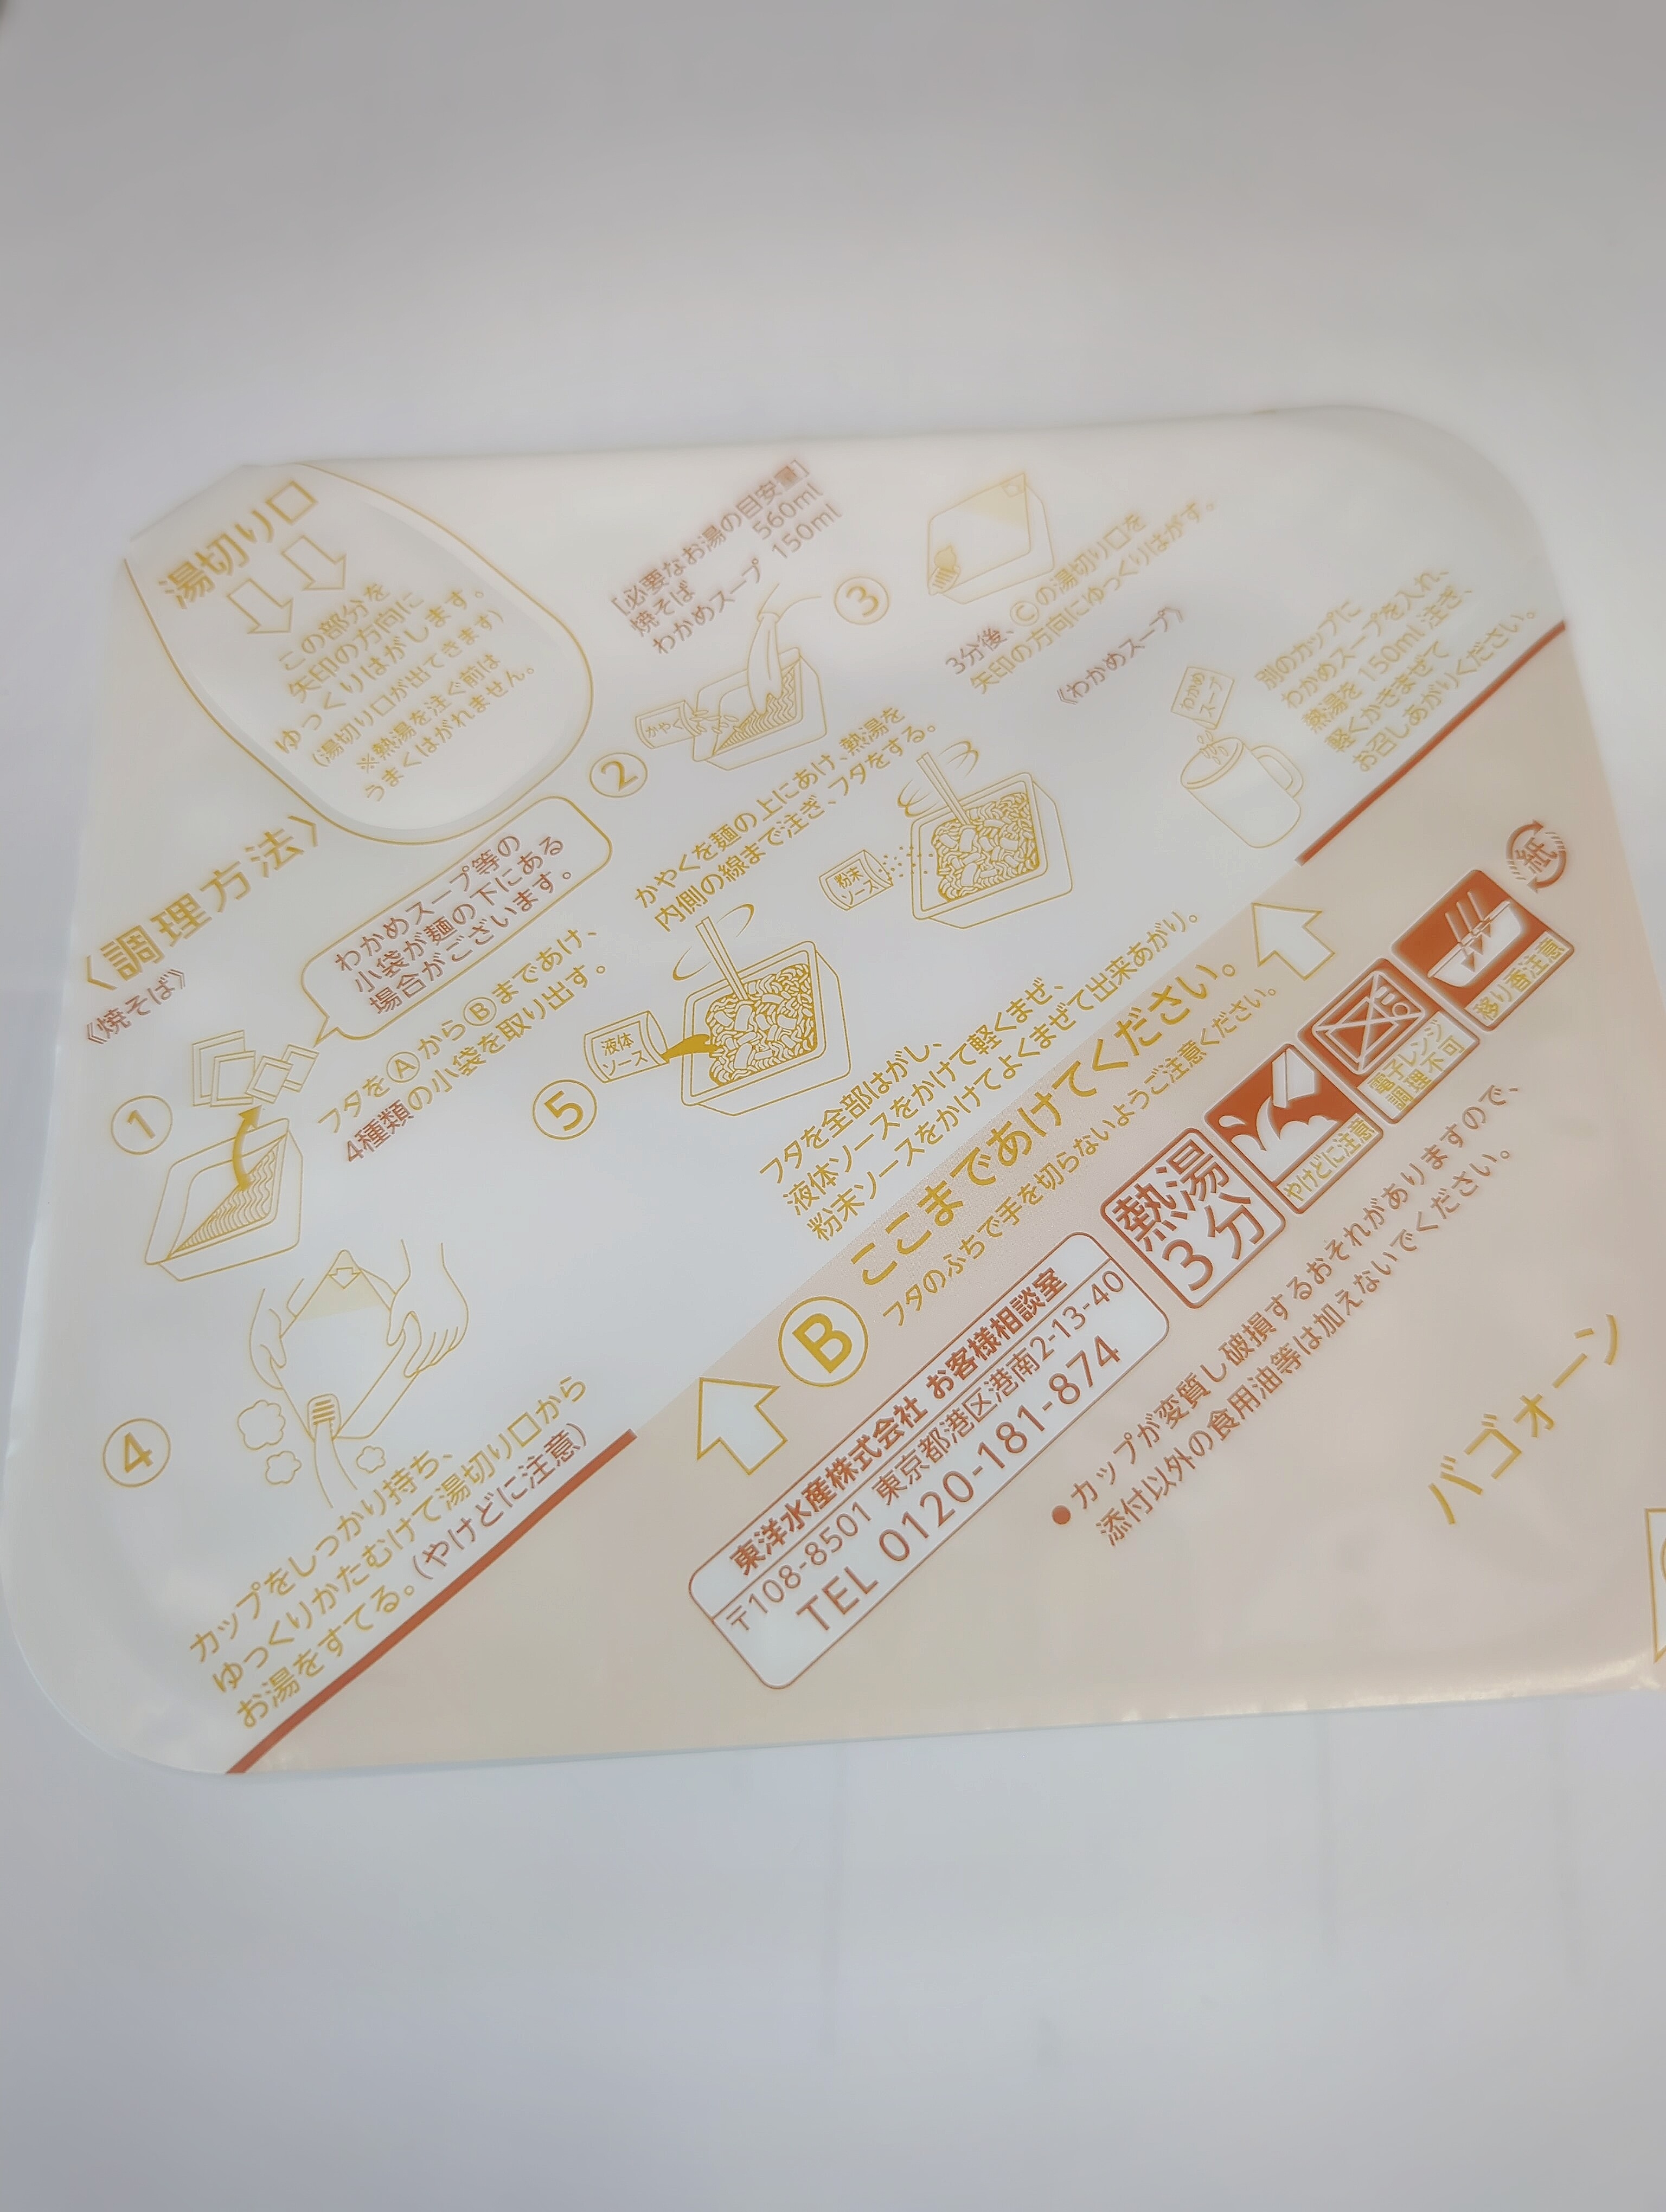 湯切り口
この部分を
矢印の方向に
ゆっくりはがします。
(湯切り口が出てきます)
※熱湯を注ぐ前は
うまくはがれません。
〈調理方法〉
《焼そば》
わかめスープ等の
小袋が麺の下にある
場合がございます。
①
フタをⒶからⒷまであけ、
4種類の小袋を取り出す。
[必要なお湯の目安量]
焼そば 560ml
わかめスープ 150ml
②
かやく
かやくを麺の上にあけ、熱湯を
内側の線まで注ぎ、フタをする。
③
3分後、Ⓒの湯切り口を
矢印の方向にゆっくりはがす。
④
カップをしっかり持ち、
ゆっくりかたむけて湯切り口から
お湯をすてる。(やけどに注意)
⑤
液体
ソース
粉末
ソース
フタを全部はがし、
液体ソースをかけて軽くまぜ、
粉末ソースをかけてよくまぜて出来あがり。
《わかめスープ》
わかめ
スープ
別のカップに
わかめスープを入れ、
熱湯を150ml注ぎ、
軽くかきまぜて
お召しあがりください。
Ⓑ
ここまであけてください。
フタのふちで手を切らないようご注意ください。
東洋水産株式会社 お客様相談室
〒108-8501 東京都港区港南2-13-40
TEL 0120-181-874
熱湯
3分
やけどに注意
電子レンジ
調理不可
移り香注意
紙
●カップが変質し破損するおそれがありますので、
添付以外の食用油等は加えないでください。
バゴォーン